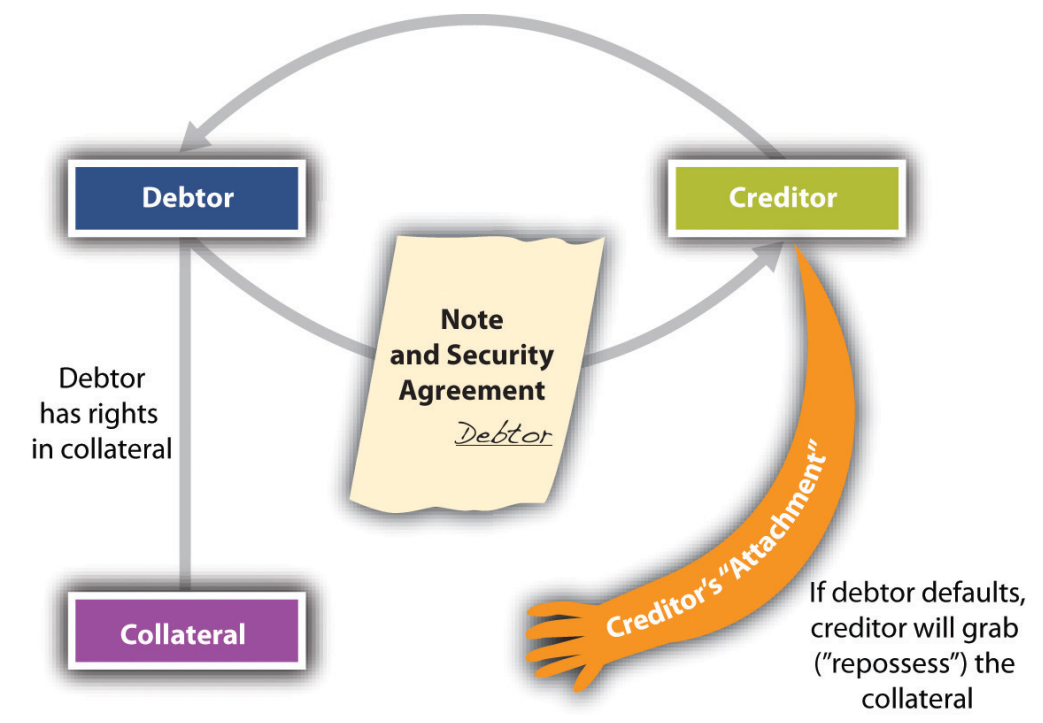 Debtor
Creditor
Note
and Security
Agreement
Debtor
Debtor
has rights
in collateral
Collateral
Creditor's "Attachment"
If debtor defaults,
creditor will grab
("repossess") the
collateral